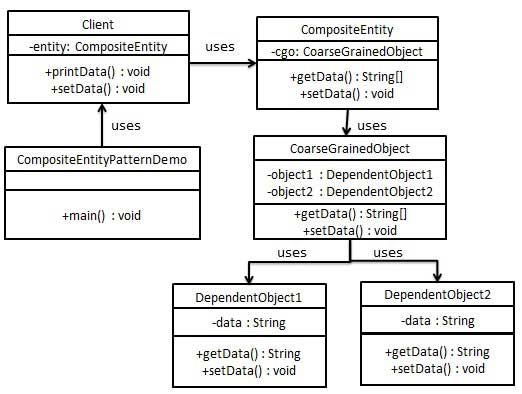 Client
-entity: CompositeEntity
+printData() : void
+setData() : void
uses
CompositeEntity
-cgo: CoarseGrainedObject
+getData() : String[]
+setData() : void
uses
uses
CompositeEntityPatternDemo
+main() : void
CoarseGrainedObject
-object1 : DependentObject1
-object2 : DependentObject2
+getData() : String[]
+setData() : void
uses
uses
DependentObject1
-data : String
+getData() : String
+setData() : void
DependentObject2
-data : String
+getData() : String
+setData() : void